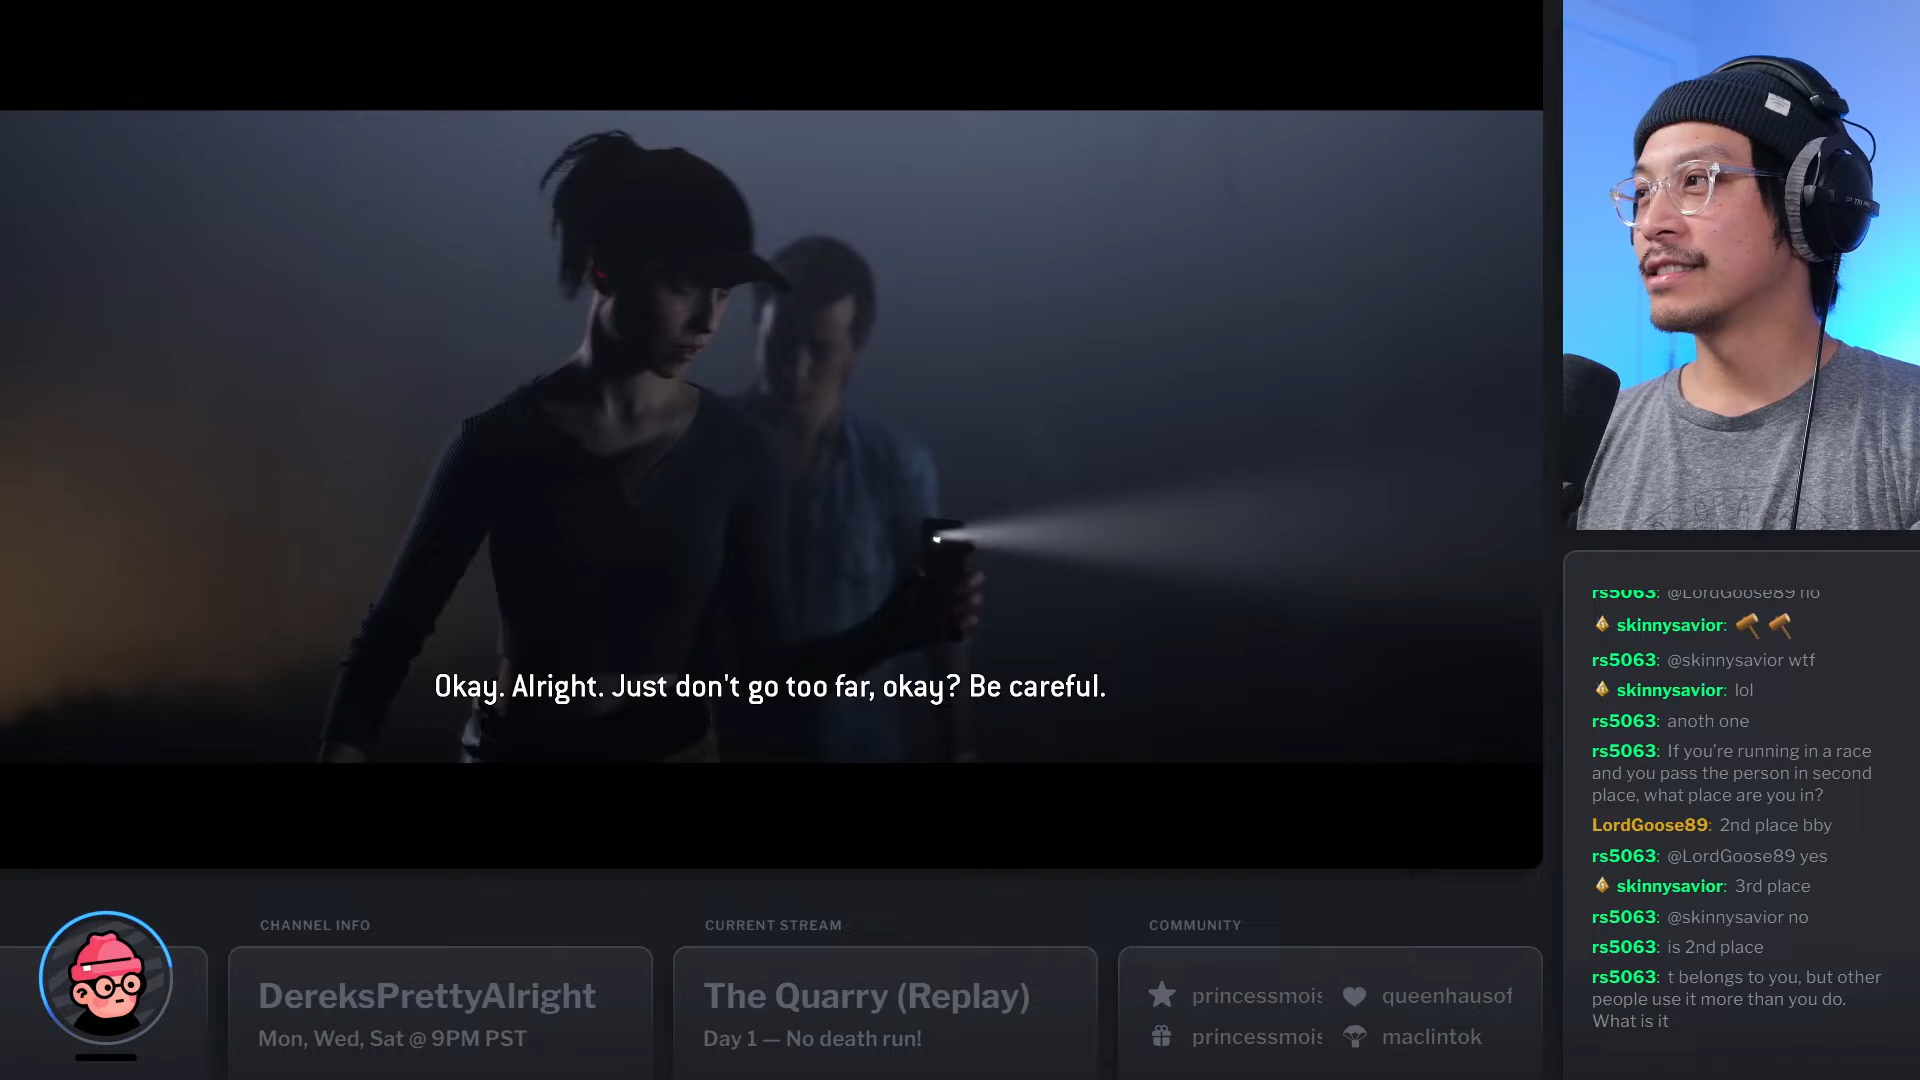 Okay. Alright. Just don't go too far, okay? Be careful.
rs5063: @LordGoose89 no
skinnysavior:
rs5063: @skinnysavior wtf
skinnysavior: lol
rs5063: anoth one
rs5063: If you're running in a race
and you pass the person in second
place, what place are you in?
LordGoose89: 2nd place bby
rs5063: @LordGoose89 yes
skinnysavior: 3rd place
rs5063: @skinnysavior no
rs5063: is 2nd place
rs5063: t belongs to you, but other
people use it more than you do.
What is it
CHANNEL INFO
DereksPrettyAlright
Mon, Wed, Sat @ 9PM PST
CURRENT STREAM
The Quarry (Replay)
Day 1 — No death run!
COMMUNITY
princessmois queenhausof
princessmois maclintok